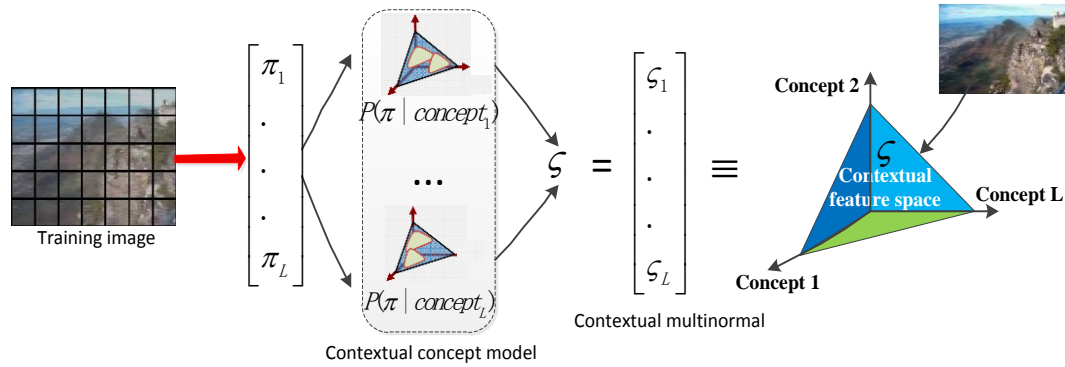 Training image
π1
.
.
.
πL
P(π | concept1)
...
P(π | conceptL)
Contextual concept model
ς
=
ς1
.
.
.
ςL
Contextual multinormal
≡
Concept 2
ς
Contextual
feature space
Concept L
Concept 1